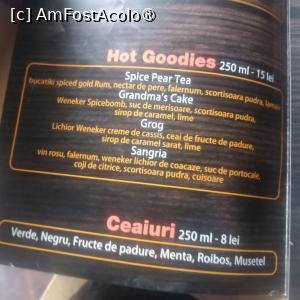 [c] AmFostAcolo®
Hot Goodies 250 ml - 15 lei
Spice Pear Tea
bucatiki spiced gold Rum, nectar de pere, falernum, scortisoara pudra, lamaie
Grandma's Cake
Weneker Spicebomb, suc de merisoare, scortisoara pudra,
sirop de caramel, lime
Grog
Lichior Weneker creme de cassis, ceai de fructe de padure,
sirop de caramel sarat, lime
Sangria
vin rosu, falernum, weneker lichior de coacaze, suc de portocale,
coji de citrice, scortisoara pudra, cuisoare
Ceaiuri 250 ml - 8 lei
Verde, Negru, Fructe de padure, Menta, Roibos, Musetel